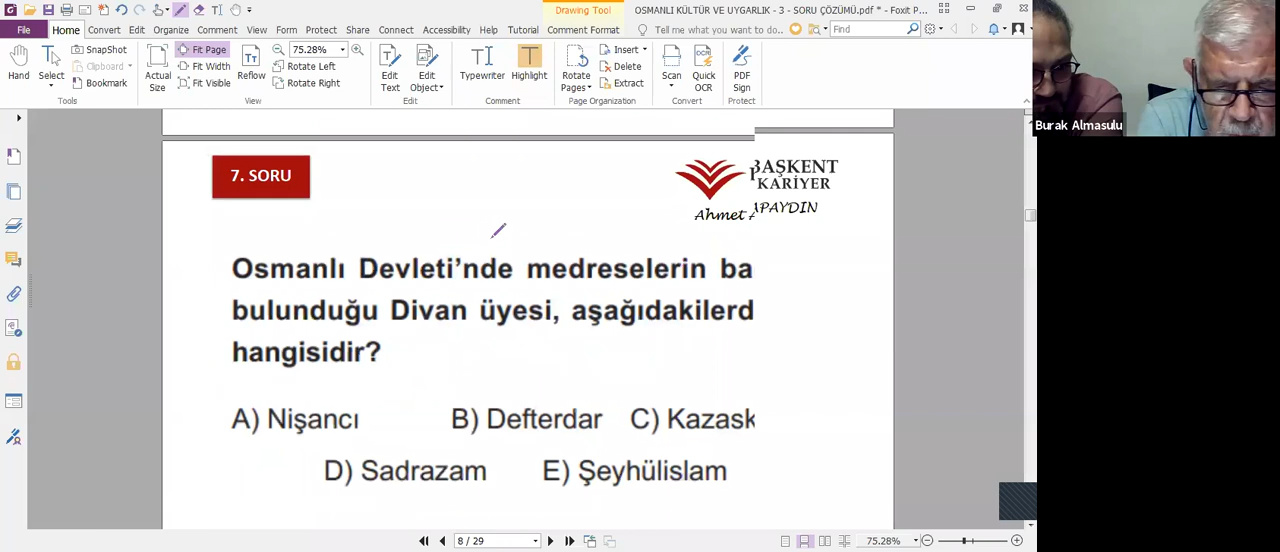 Drawing Tool
OSMANLI KÜLTÜR VE UYGARLIK - 3 - SORU ÇÖZÜMÜ.pdf * - Foxit P
File Home Convert Edit Organize Comment View Form Protect Share Connect Accessibility Help Tutorial Comment Format Tell me what you want to do.. Find
Hand
Select
SnapShot
Clipboard
Bookmark
Tools
Actual Size
Fit Page
Fit Width
Fit Visible
Reflow
75.28%
Rotate Left
Rotate Right
View
Edit Text
Edit Object
Edit
Typewriter
Highlight
Comment
Rotate Pages
Insert
Delete
Extract
Page Organization
Scan
Quick OCR
Convert
PDF Sign
Protect
Burak Almasulu
7. SORU
BAŞKENT
KARİYER
Ahmet APAYDIN
Osmanlı Devleti’nde medreselerin ba
bulunduğu Divan üyesi, aşağıdakilerd
hangisidir?
A) Nişancı B) Defterdar C) Kazask
D) Sadrazam E) Şeyhülislam
8 / 29
75.28%